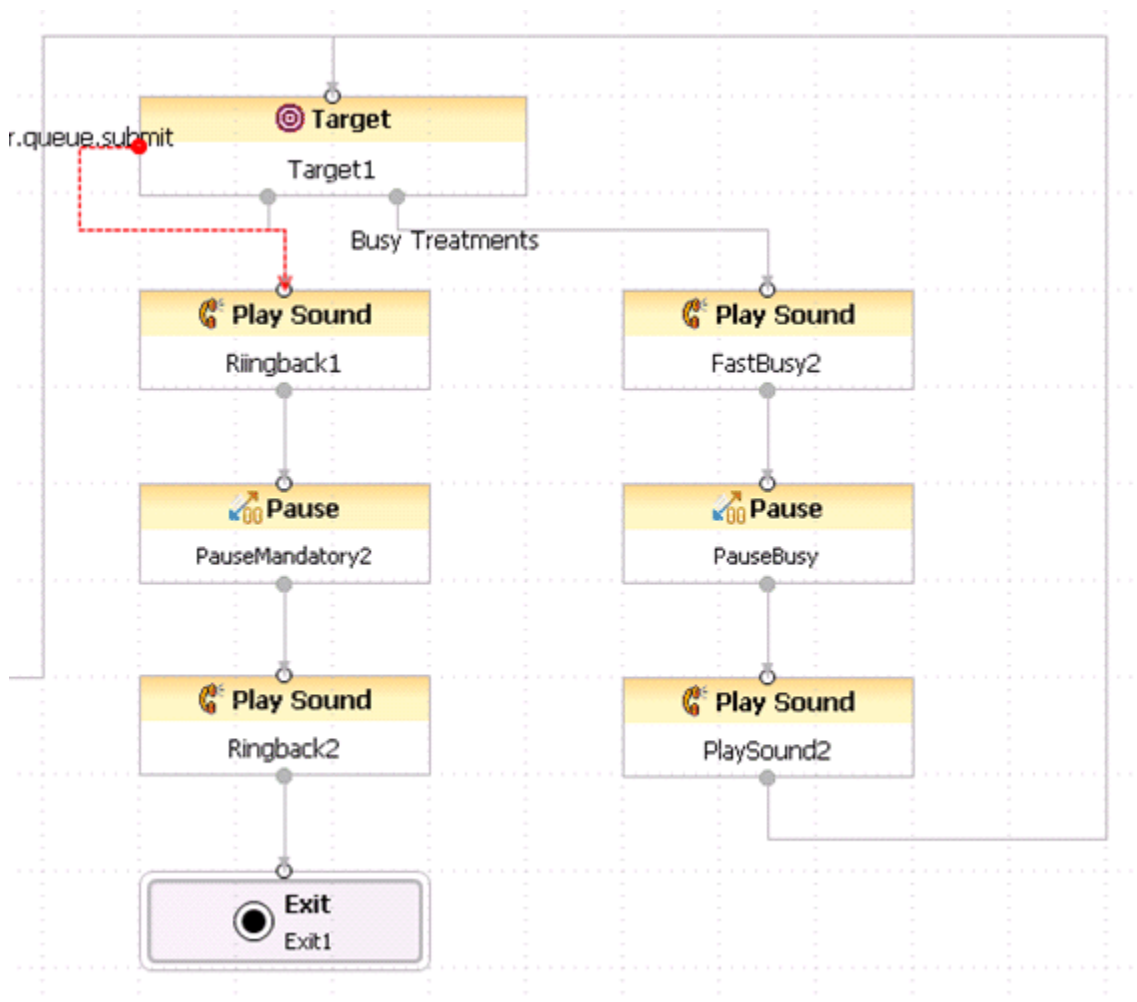 Target
r.queue.submit
Target1
Busy Treatments
Play Sound
Riingback1
Play Sound
FastBusy2
Pause
PauseMandatory2
Pause
PauseBusy
Play Sound
Ringback2
Play Sound
PlaySound2
Exit
Exit1